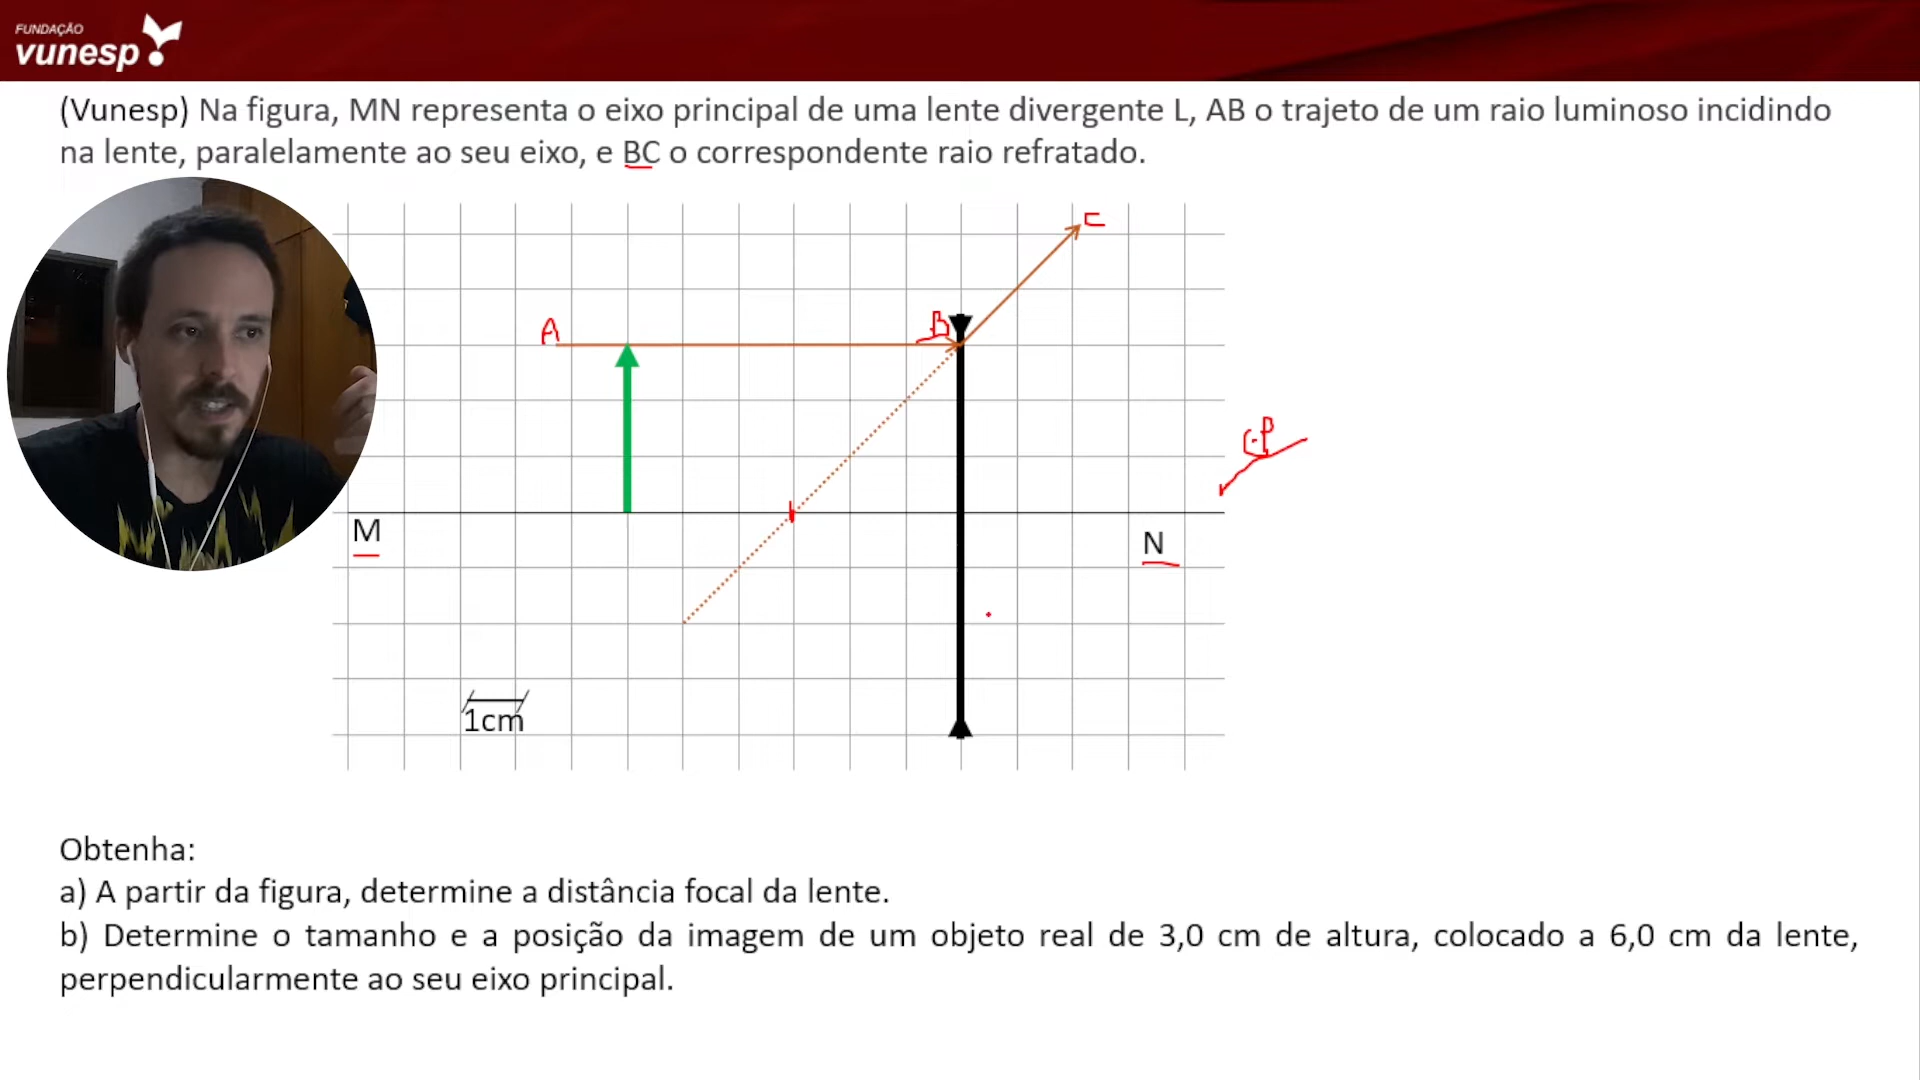 FUNDAÇÃO
vunesp
(Vunesp) Na figura, MN representa o eixo principal de uma lente divergente L, AB o trajeto de um raio luminoso incidindo
na lente, paralelamente ao seu eixo, e BC o correspondente raio refratado.
C
A
B
M
N
1cm
Obtenha:
a) A partir da figura, determine a distância focal da lente.
b) Determine o tamanho e a posição da imagem de um objeto real de 3,0 cm de altura, colocado a 6,0 cm da lente,
perpendicularmente ao seu eixo principal.